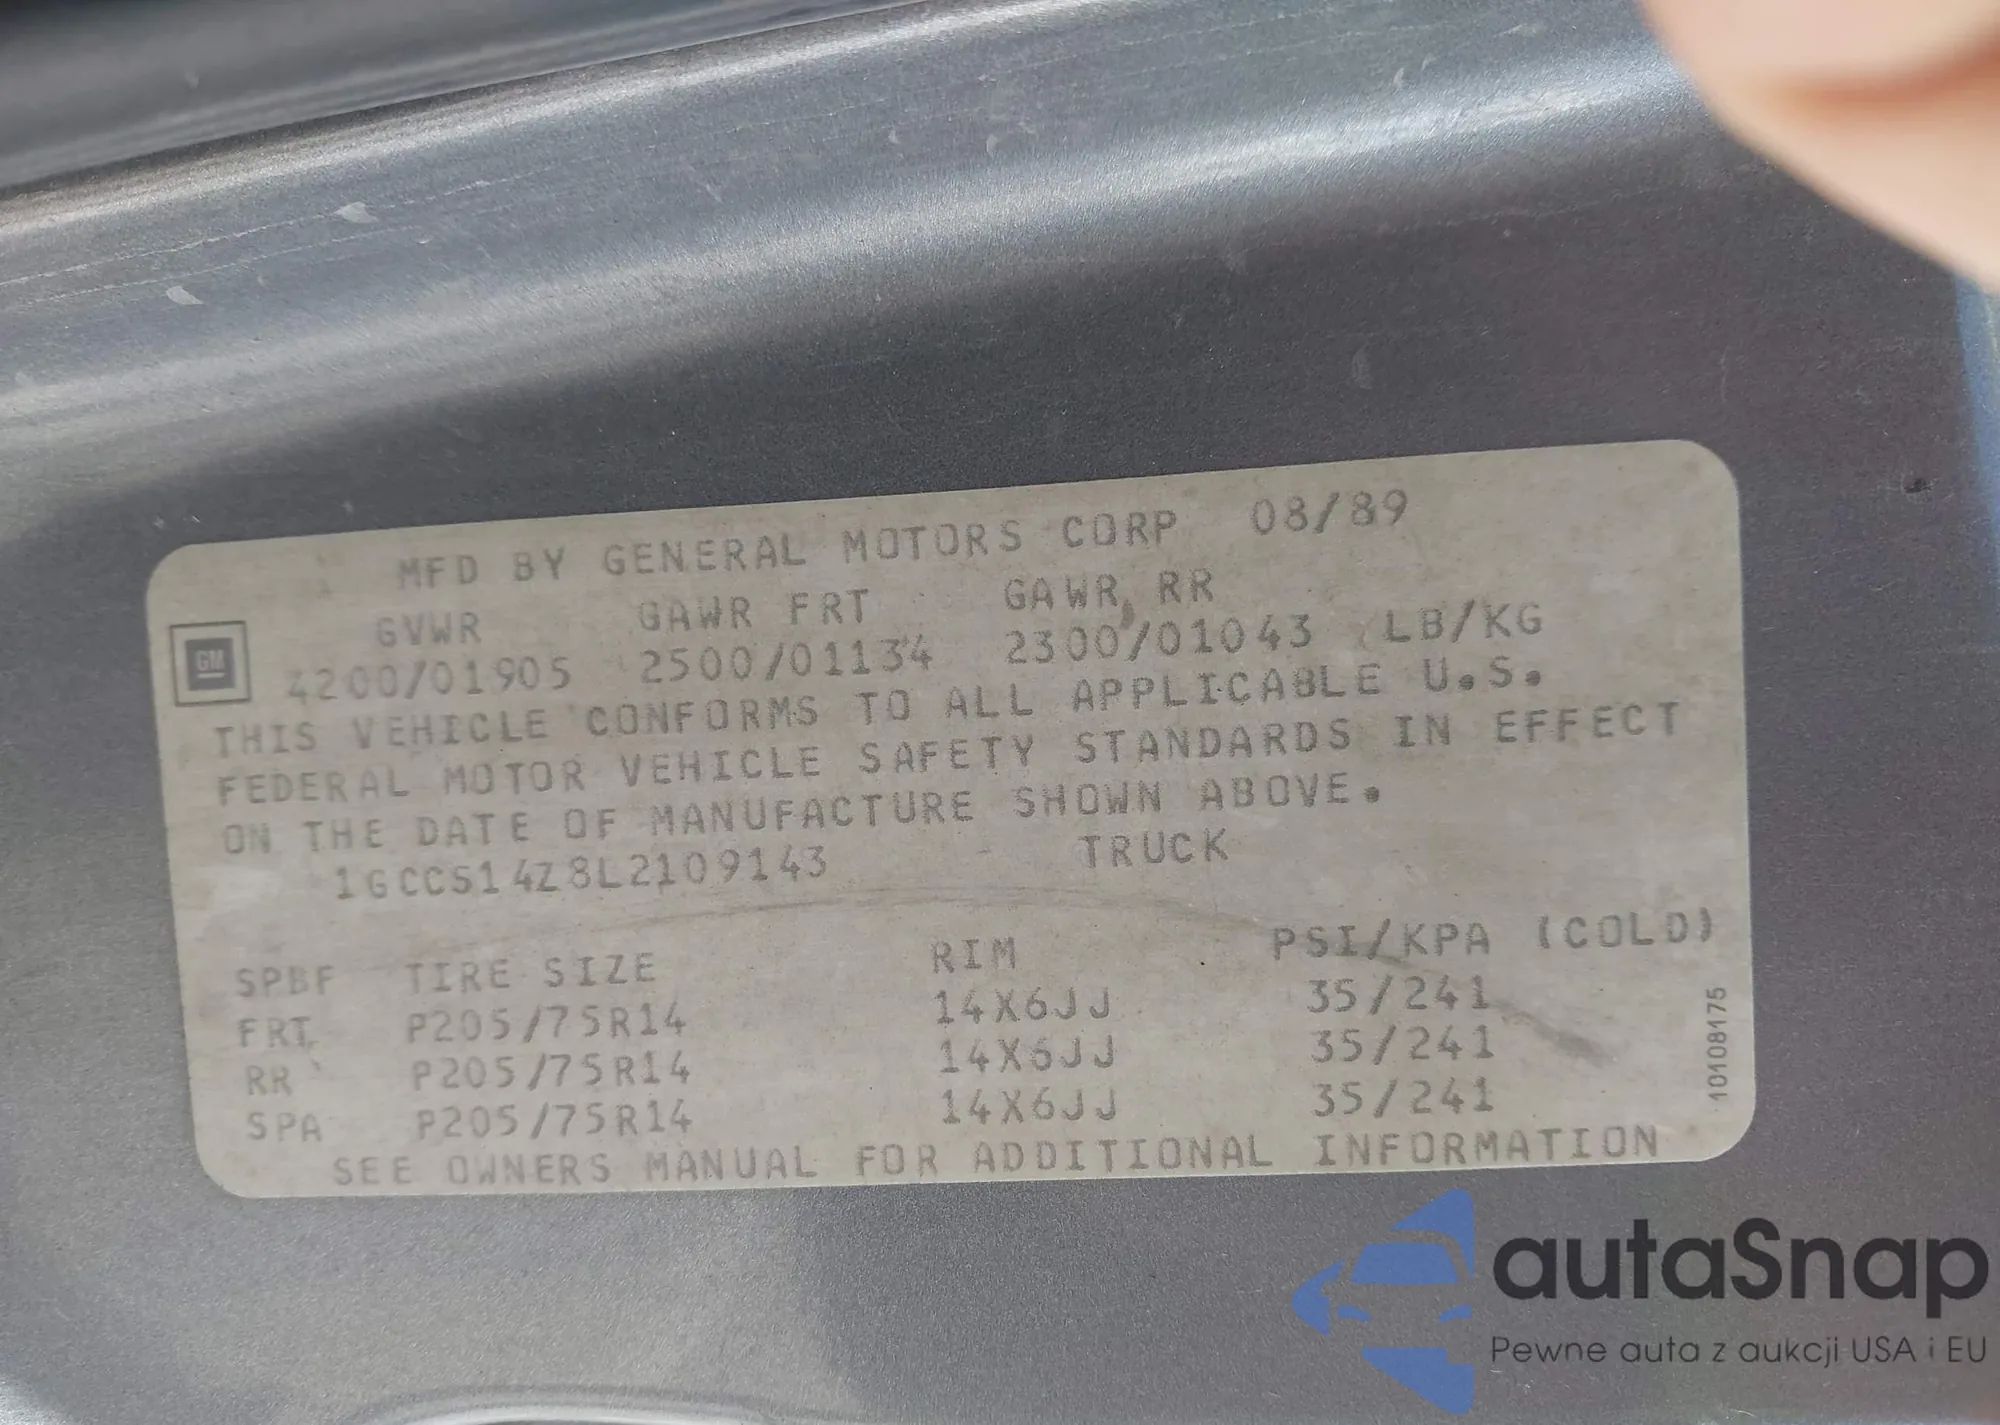 MFD BY GENERAL MOTORS CORP 08/89
GVWR GAWR FRT GAWR RR
4200/01905 2500/01134 2300/01043 LB/KG
GM
THIS VEHICLE CONFORMS TO ALL APPLICABLE U.S.
FEDERAL MOTOR VEHICLE SAFETY STANDARDS IN EFFECT
ON THE DATE OF MANUFACTURE SHOWN ABOVE.
1GCCS14Z8L2109143 TRUCK
SPBF TIRE SIZE RIM PSI/KPA (COLD)
FRT P205/75R14 14X6JJ 35/241
RR P205/75R14 14X6JJ 35/241
SPA P205/75R14 14X6JJ 35/241
SEE OWNERS MANUAL FOR ADDITIONAL INFORMATION
10108175
autaSnap
Pewne auta z aukcji USA i EU